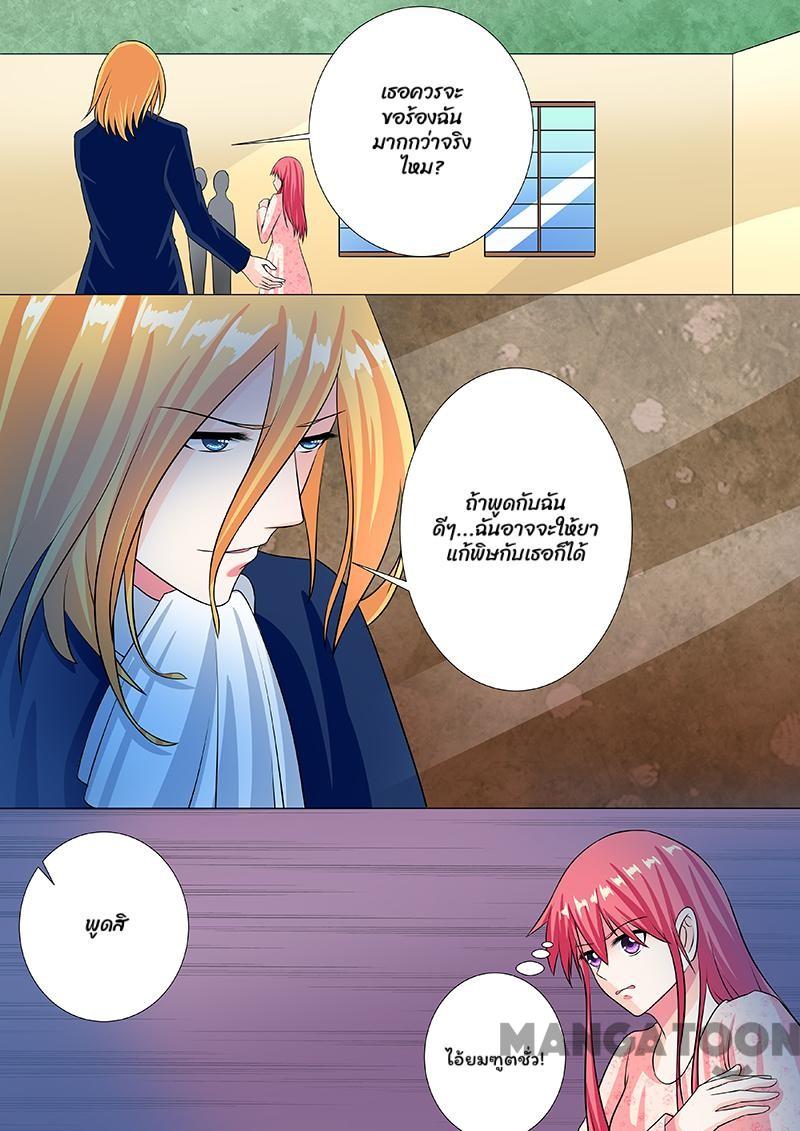 เธอควรจะ
ขอร้องฉัน
มากกว่าจริง
ไหม?
ถ้าพูดกับฉัน
ดีๆ...ฉันอาจจะให้ยา
แก้พิษกับเธอก็ได้
พูดสิ
ไอ้ยมฑูตชั่ว!
MANGATOON